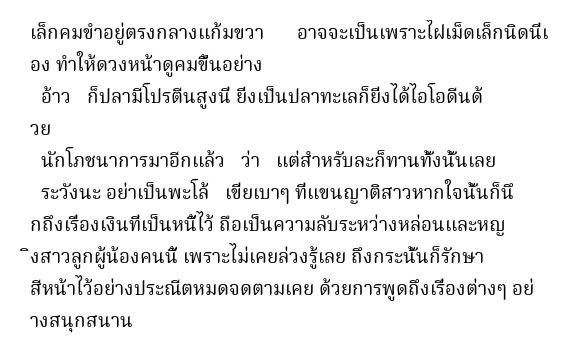 เล็กคมขำอยู่ตรงกลางแก้มขวา อาจจะเป็นเพราะไฝเม็ดเล็กนิดนี้เ
อง ทำให้ดวงหน้าดูคมขึ้นอย่าง
อ้าว ก็ปลามีโปรตีนสูงนี่ ยิ่งเป็นปลาทะเลก็ยิ่งได้ไอโอดีนด้
วย
นักโภชนาการมาอีกแล้ว ว่า แต่สำหรับละก็ทานทั้งนั้นเลย
ระวังนะ อย่าเป็นพะโล้ เขี่ยเบาๆ ที่แขนญาติสาวหากใจนั้นก็นึ
กถึงเรื่องเงินที่เป็นหนี้ไว้ ถือเป็นความลับระหว่างหล่อนและหญ
ิงสาวลูกผู้น้องคนนี้ เพราะไม่เคยล่วงรู้เลย ถึงกระนั้นก็รักษา
สีหน้าไว้อย่างประณีตหมดจดตามเคย ด้วยการพูดถึงเรื่องต่างๆ อย่
างสนุกสนาน